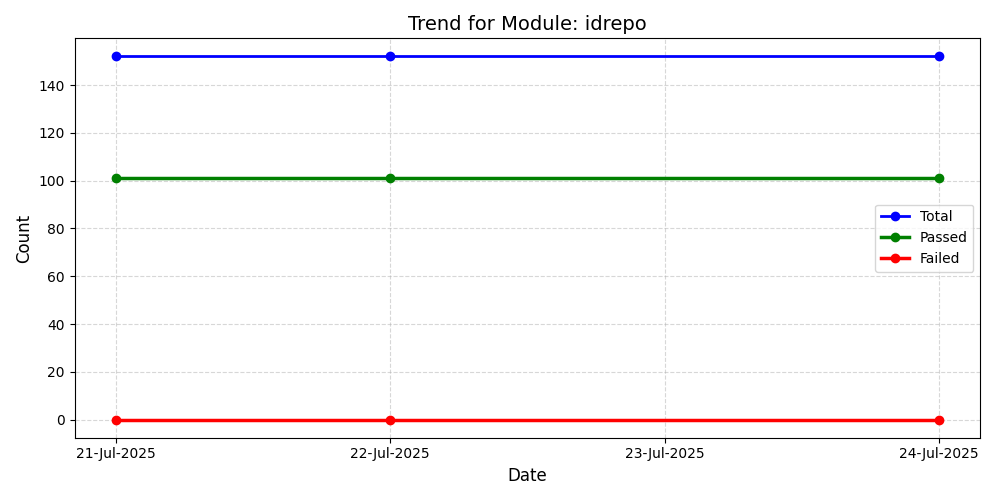 Trend for Module: idrepo
Count
140
120
100
80
60
40
20
0
Total
Passed
Failed
21-Jul-2025
22-Jul-2025
23-Jul-2025
24-Jul-2025
Date